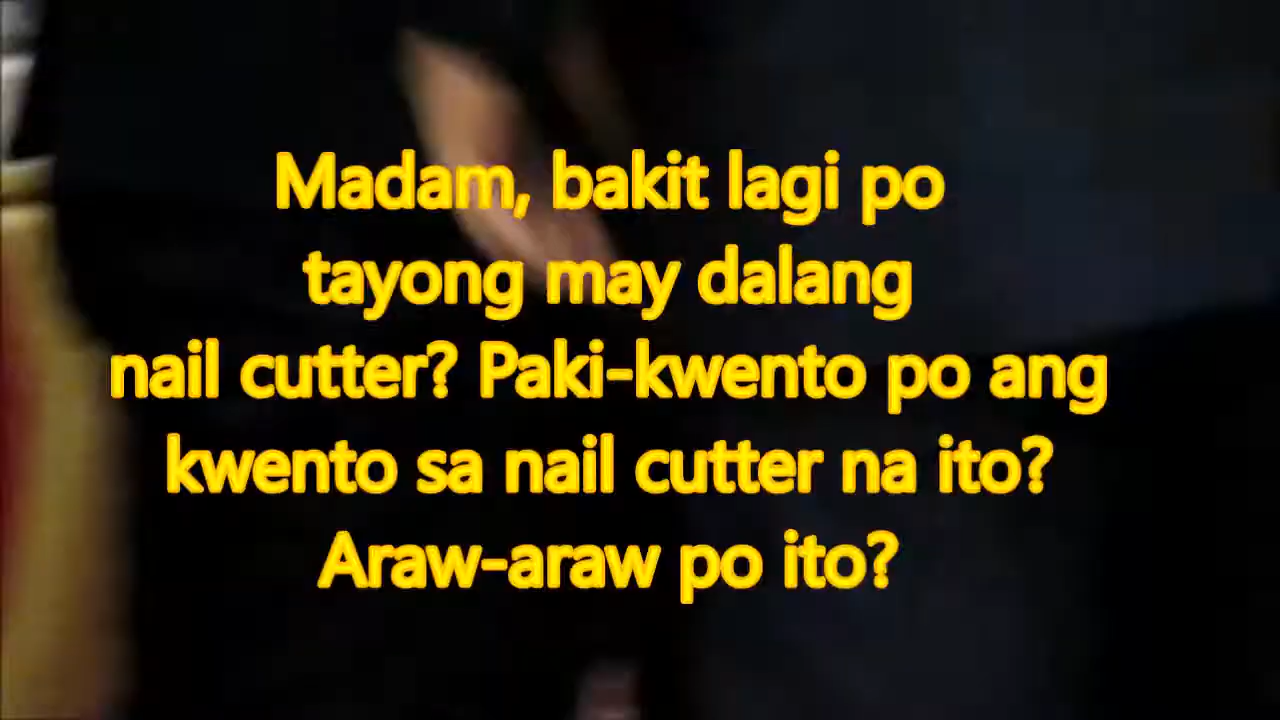 Madam, bakit lagi po
tayong may dalang
nail cutter? Paki-kwento po ang
kwento sa nail cutter na ito?
Araw-araw po ito?